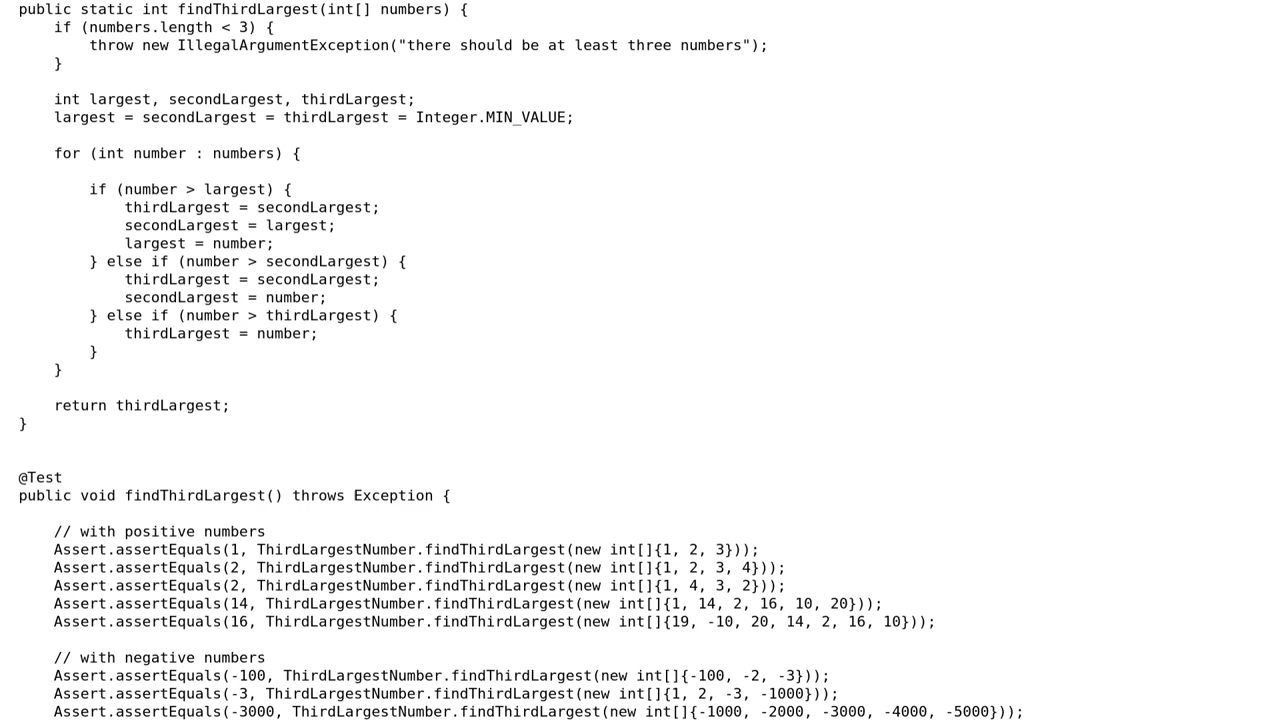 public static int findThirdLargest(int[] numbers) {
    if (numbers.length < 3) {
        throw new IllegalArgumentException("there should be at least three numbers");
    }

    int largest, secondLargest, thirdLargest;
    largest = secondLargest = thirdLargest = Integer.MIN_VALUE;

    for (int number : numbers) {

        if (number > largest) {
            thirdLargest = secondLargest;
            secondLargest = largest;
            largest = number;
        } else if (number > secondLargest) {
            thirdLargest = secondLargest;
            secondLargest = number;
        } else if (number > thirdLargest) {
            thirdLargest = number;
        }
    }

    return thirdLargest;
}

@Test
public void findThirdLargest() throws Exception {

    // with positive numbers
    Assert.assertEquals(1, ThirdLargestNumber.findThirdLargest(new int[]{1, 2, 3}));
    Assert.assertEquals(2, ThirdLargestNumber.findThirdLargest(new int[]{1, 2, 3, 4}));
    Assert.assertEquals(2, ThirdLargestNumber.findThirdLargest(new int[]{1, 4, 3, 2}));
    Assert.assertEquals(14, ThirdLargestNumber.findThirdLargest(new int[]{1, 14, 2, 16, 10, 20}));
    Assert.assertEquals(16, ThirdLargestNumber.findThirdLargest(new int[]{19, -10, 20, 14, 2, 16, 10}));

    // with negative numbers
    Assert.assertEquals(-100, ThirdLargestNumber.findThirdLargest(new int[]{-100, -2, -3}));
    Assert.assertEquals(-3, ThirdLargestNumber.findThirdLargest(new int[]{1, 2, -3, -1000}));
    Assert.assertEquals(-3000, ThirdLargestNumber.findThirdLargest(new int[]{-1000, -2000, -3000, -4000, -5000}));